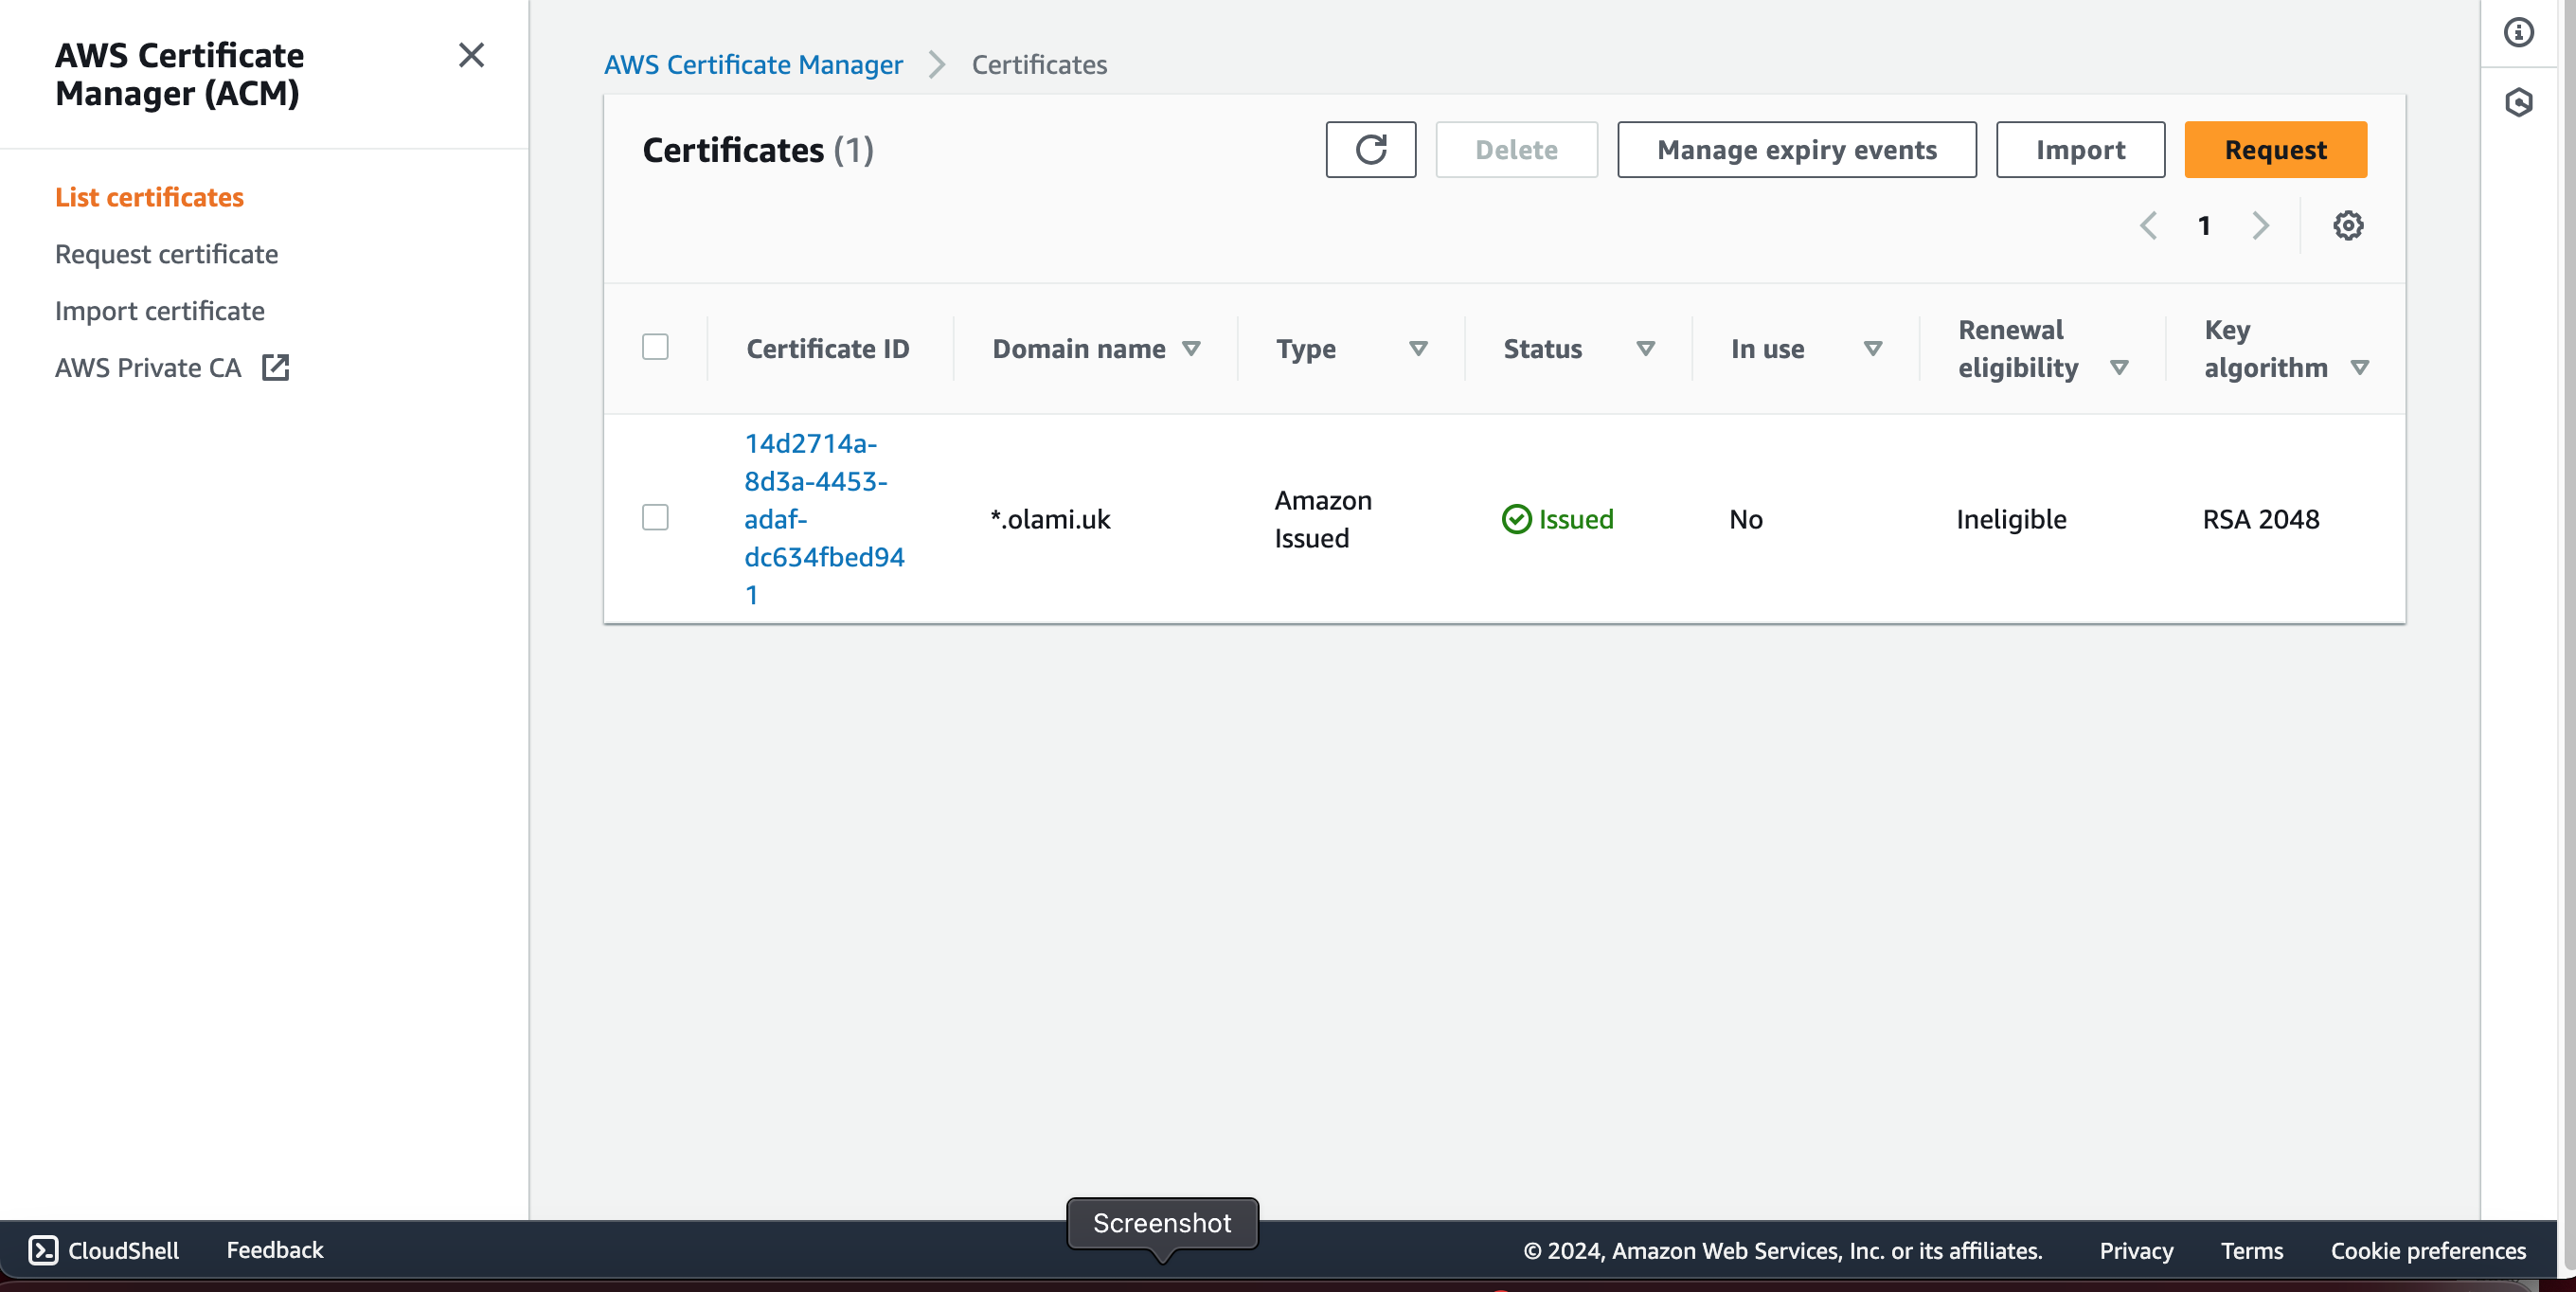 AWS Certificate
Manager (ACM)
List certificates
Request certificate
Import certificate
AWS Private CA
AWS Certificate Manager
Certificates
Certificates (1)
Delete
Manage expiry events
Import
Request
1
Certificate ID
Domain name
Type
Status
In use
Renewal
eligibility
Key
algorithm
14d2714a-
8d3a-4453-
adaf-
dc634fbed94
1
*.olami.uk
Amazon
Issued
Issued
No
Ineligible
RSA 2048
Screenshot
CloudShell
Feedback
© 2024, Amazon Web Services, Inc. or its affiliates.
Privacy
Terms
Cookie preferences